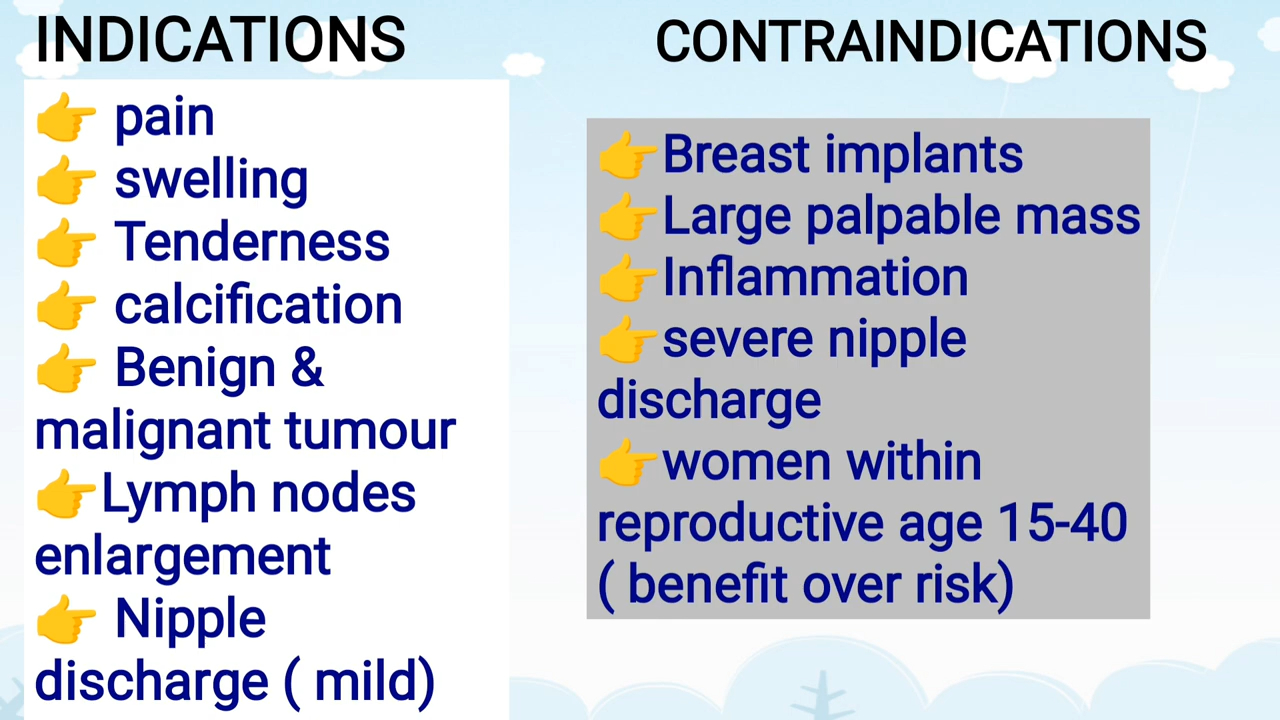 INDICATIONS
👉 pain
👉 swelling
👉 Tenderness
👉 calcification
👉 Benign &
malignant tumour
👉Lymph nodes
enlargement
👉 Nipple
discharge ( mild)
CONTRAINDICATIONS
👉Breast implants
👉Large palpable mass
👉Inflammation
👉severe nipple
discharge
👉women within
reproductive age 15-40
( benefit over risk)